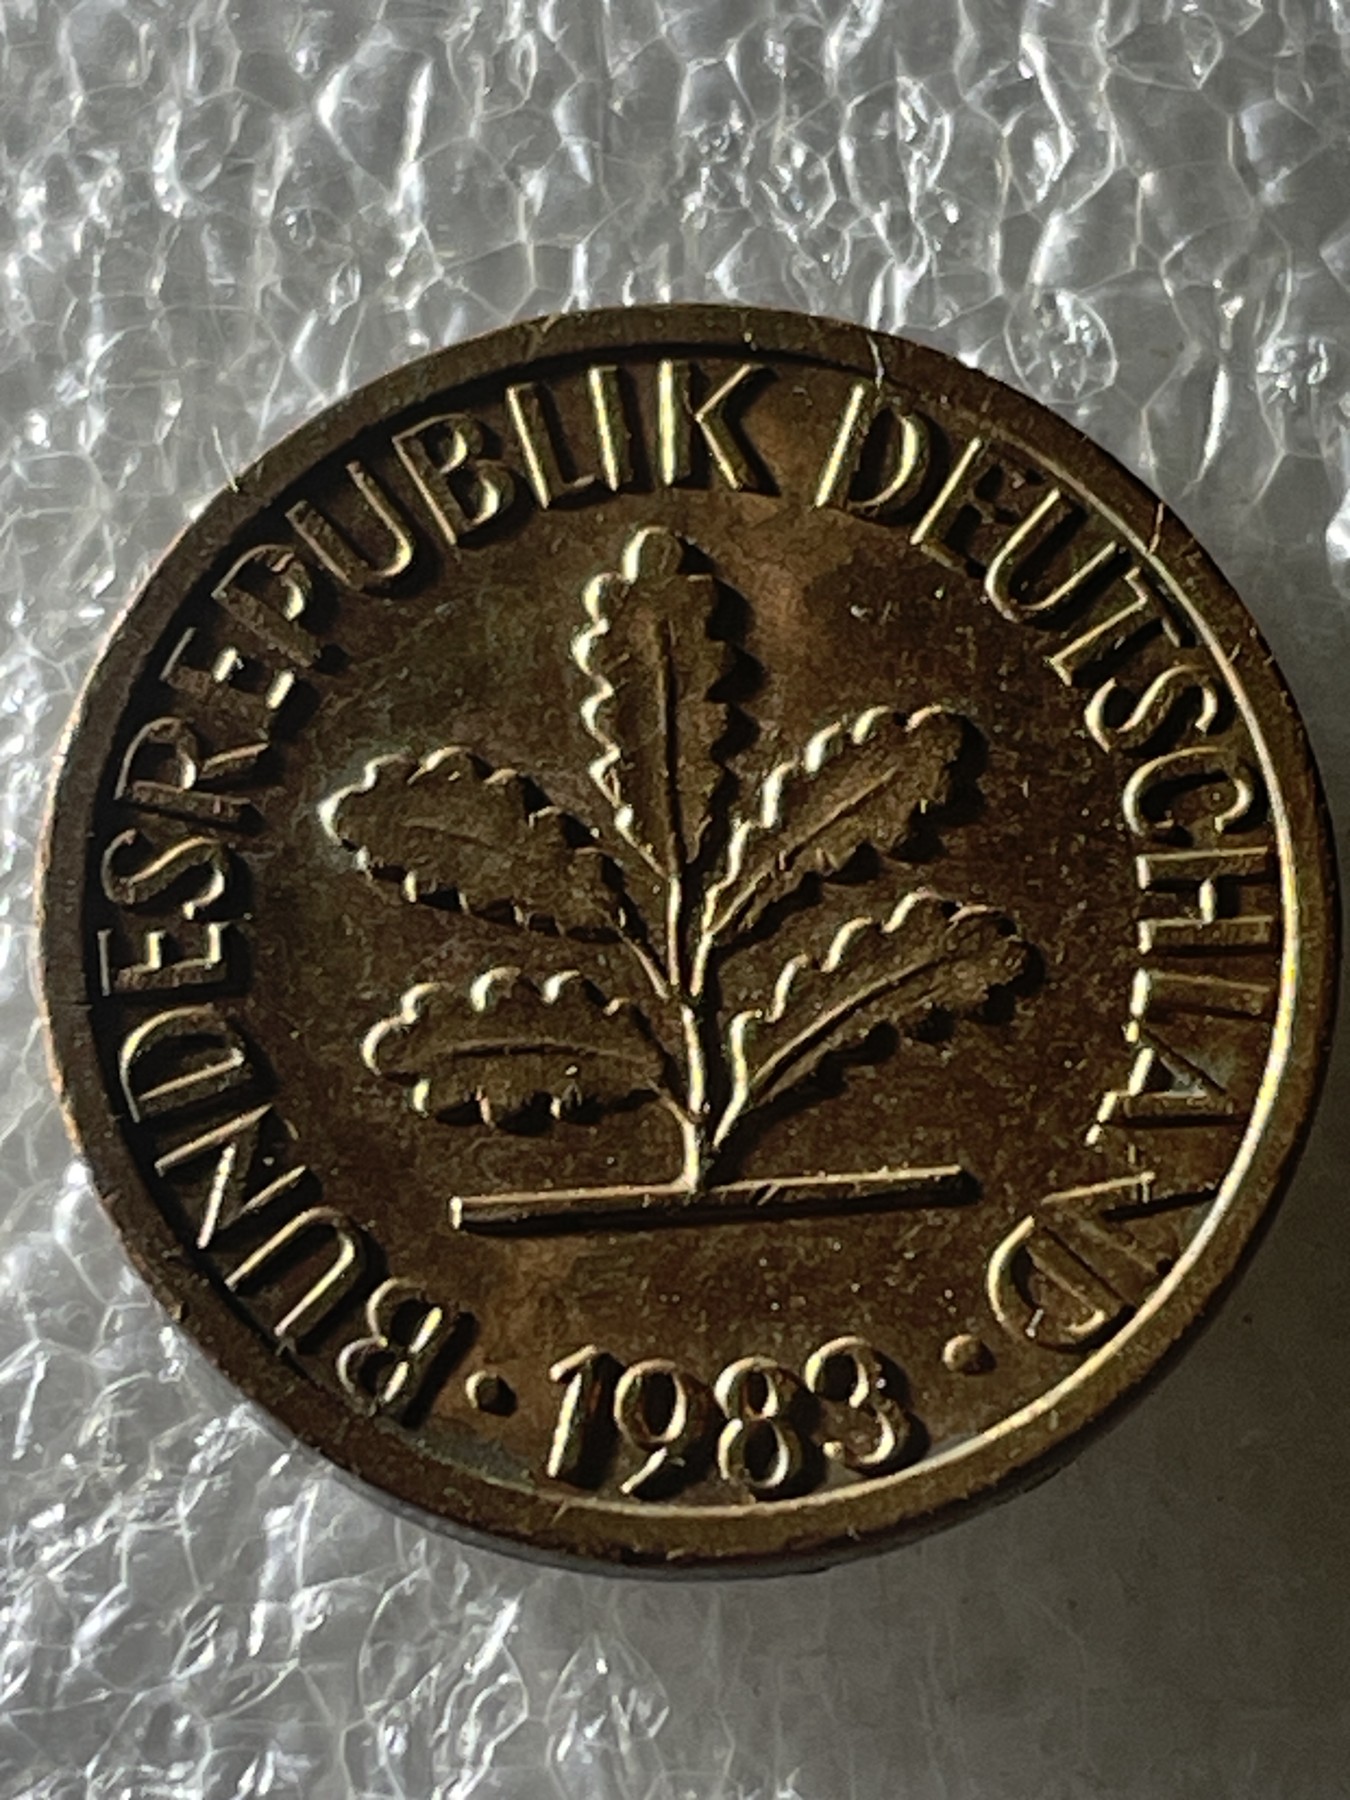 BUNDESREPUBLIK DEUTSCHLAND
· 1983 ·